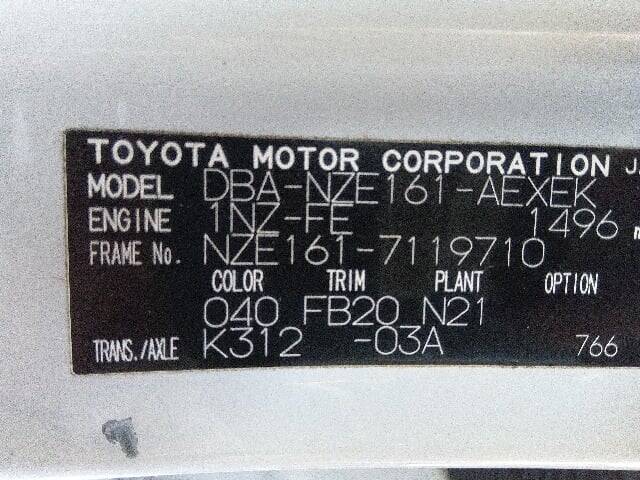 TOYOTA MOTOR CORPORATION
MODEL DBA-NZE161-AEXEK
ENGINE 1NZ-FE 1496
FRAME No. NZE161-7119710
COLOR TRIM PLANT OPTION
040 FB20 N21
TRANS./AXLE K312 -03A 766